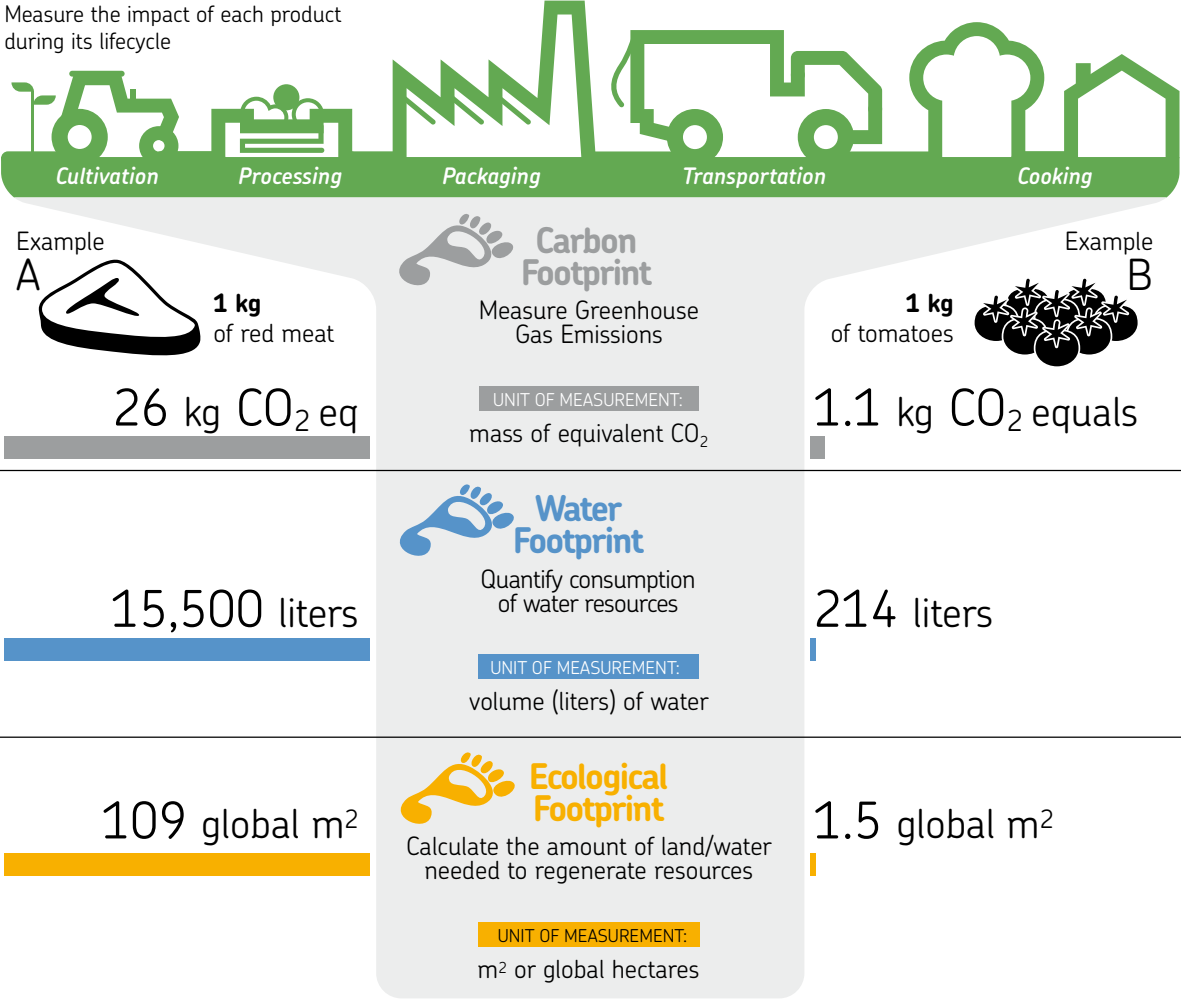 Measure the impact of each product
during its lifecycle
Cultivation
Processing
Packaging
Transportation
Cooking
Example
A
1 kg
of red meat
Carbon
Footprint
Measure Greenhouse
Gas Emissions
Example
B
1 kg
of tomatoes
26 kg CO₂ eq
UNIT OF MEASUREMENT:
mass of equivalent CO₂
1.1 kg CO₂ equals
Water
Footprint
Quantify consumption
of water resources
15,500 liters
214 liters
UNIT OF MEASUREMENT:
volume (liters) of water
Ecological
Footprint
109 global m²
1.5 global m²
Calculate the amount of land/water
needed to regenerate resources
UNIT OF MEASUREMENT:
m² or global hectares